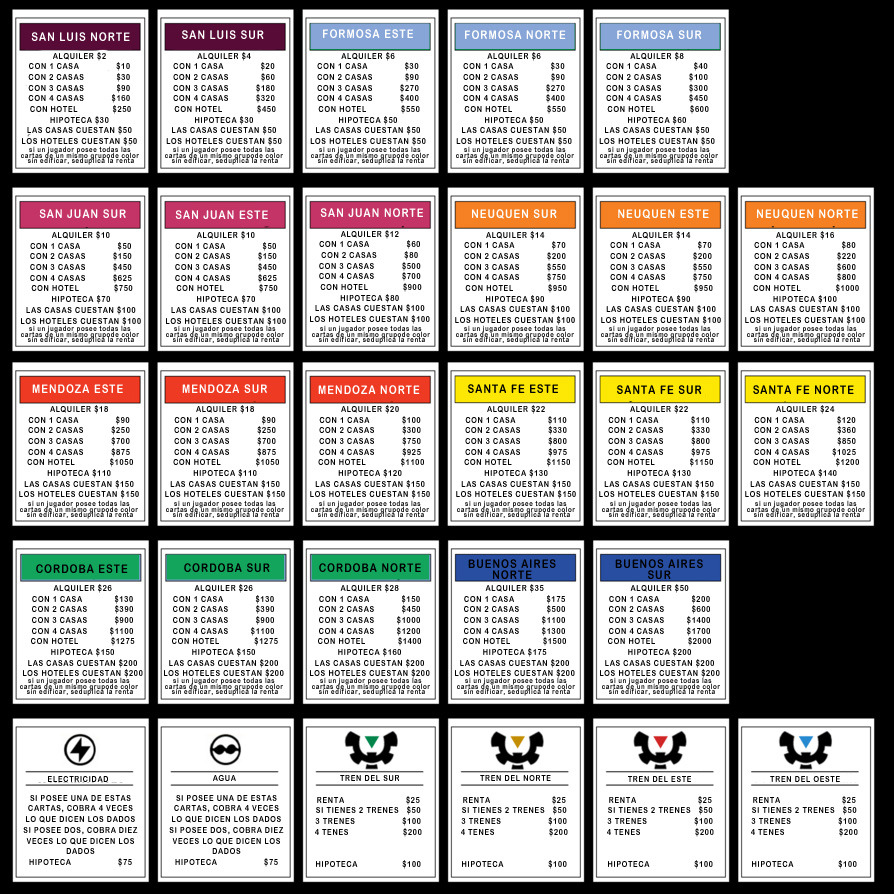 SAN LUIS NORTE
ALQUILER $2
CON 1 CASA $10
CON 2 CASAS $30
CON 3 CASAS $90
CON 4 CASAS $160
CON HOTEL $250
HIPOTECA $30
LAS CASAS CUESTAN $50
LOS HOTELES CUESTAN $50
si un jugador posee todas las
cartas de un mismo grupode color
sin edificar, seduplica la renta
SAN LUIS SUR
ALQUILER $4
CON 1 CASA $20
CON 2 CASAS $60
CON 3 CASAS $180
CON 4 CASAS $320
CON HOTEL $450
HIPOTECA $30
LAS CASAS CUESTAN $50
LOS HOTELES CUESTAN $50
si un jugador posee todas las
cartas de un mismo grupode color
sin edificar, seduplica la renta
FORMOSA ESTE
ALQUILER $6
CON 1 CASA $30
CON 2 CASAS $90
CON 3 CASAS $270
CON 4 CASAS $400
CON HOTEL $550
HIPOTECA $50
LAS CASAS CUESTAN $50
LOS HOTELES CUESTAN $50
si un jugador posee todas las
cartas de un mismo grupode color
sin edificar, seduplica la renta
FORMOSA NORTE
ALQUILER $6
CON 1 CASA $30
CON 2 CASAS $90
CON 3 CASAS $270
CON 4 CASAS $400
CON HOTEL $550
HIPOTECA $50
LAS CASAS CUESTAN $50
LOS HOTELES CUESTAN $50
si un jugador posee todas las
cartas de un mismo grupode color
sin edificar, seduplica la renta
FORMOSA SUR
ALQUILER $8
CON 1 CASA $40
CON 2 CASAS $100
CON 3 CASAS $300
CON 4 CASAS $450
CON HOTEL $600
HIPOTECA $60
LAS CASAS CUESTAN $50
LOS HOTELES CUESTAN $50
si un jugador posee todas las
cartas de un mismo grupode color
sin edificar, seduplica la renta
SAN JUAN SUR
ALQUILER $10
CON 1 CASA $50
CON 2 CASAS $150
CON 3 CASAS $450
CON 4 CASAS $625
CON HOTEL $750
HIPOTECA $70
LAS CASAS CUESTAN $100
LOS HOTELES CUESTAN $100
si un jugador posee todas las
cartas de un mismo grupode color
sin edificar, seduplica la renta
SAN JUAN ESTE
ALQUILER $10
CON 1 CASA $50
CON 2 CASAS $150
CON 3 CASAS $450
CON 4 CASAS $625
CON HOTEL $750
HIPOTECA $70
LAS CASAS CUESTAN $100
LOS HOTELES CUESTAN $100
si un jugador posee todas las
cartas de un mismo grupode color
sin edificar, seduplica la renta
SAN JUAN NORTE
ALQUILER $12
CON 1 CASA $60
CON 2 CASAS $80
CON 3 CASAS $500
CON 4 CASAS $700
CON HOTEL $900
HIPOTECA $80
LAS CASAS CUESTAN $100
LOS HOTELES CUESTAN $100
si un jugador posee todas las
cartas de un mismo grupode color
sin edificar, seduplica la renta
NEUQUEN SUR
ALQUILER $14
CON 1 CASA $70
CON 2 CASAS $200
CON 3 CASAS $550
CON 4 CASAS $750
CON HOTEL $950
HIPOTECA $90
LAS CASAS CUESTAN $100
LOS HOTELES CUESTAN $100
si un jugador posee todas las
cartas de un mismo grupode color
sin edificar, seduplica la renta
NEUQUEN ESTE
ALQUILER $14
CON 1 CASA $70
CON 2 CASAS $200
CON 3 CASAS $550
CON 4 CASAS $750
CON HOTEL $950
HIPOTECA $90
LAS CASAS CUESTAN $100
LOS HOTELES CUESTAN $100
si un jugador posee todas las
cartas de un mismo grupode color
sin edificar, seduplica la renta
NEUQUEN NORTE
ALQUILER $16
CON 1 CASA $80
CON 2 CASAS $220
CON 3 CASAS $600
CON 4 CASAS $800
CON HOTEL $1000
HIPOTECA $100
LAS CASAS CUESTAN $100
LOS HOTELES CUESTAN $100
si un jugador posee todas las
cartas de un mismo grupode color
sin edificar, seduplica la renta
MENDOZA ESTE
ALQUILER $18
CON 1 CASA $90
CON 2 CASAS $250
CON 3 CASAS $700
CON 4 CASAS $875
CON HOTEL $1050
HIPOTECA $110
LAS CASAS CUESTAN $150
LOS HOTELES CUESTAN $150
si un jugador posee todas las
cartas de un mismo grupode color
sin edificar, seduplica la renta
MENDOZA SUR
ALQUILER $18
CON 1 CASA $90
CON 2 CASAS $250
CON 3 CASAS $700
CON 4 CASAS $875
CON HOTEL $1050
HIPOTECA $110
LAS CASAS CUESTAN $150
LOS HOTELES CUESTAN $150
si un jugador posee todas las
cartas de un mismo grupode color
sin edificar, seduplica la renta
MENDOZA NORTE
ALQUILER $20
CON 1 CASA $100
CON 2 CASAS $300
CON 3 CASAS $750
CON 4 CASAS $925
CON HOTEL $1100
HIPOTECA $120
LAS CASAS CUESTAN $150
LOS HOTELES CUESTAN $150
si un jugador posee todas las
cartas de un mismo grupode color
sin edificar, seduplica la renta
SANTA FE ESTE
ALQUILER $22
CON 1 CASA $110
CON 2 CASAS $330
CON 3 CASAS $800
CON 4 CASAS $975
CON HOTEL $1150
HIPOTECA $130
LAS CASAS CUESTAN $150
LOS HOTELES CUESTAN $150
si un jugador posee todas las
cartas de un mismo grupode color
sin edificar, seduplica la renta
SANTA FE SUR
ALQUILER $22
CON 1 CASA $110
CON 2 CASAS $330
CON 3 CASAS $800
CON 4 CASAS $975
CON HOTEL $1150
HIPOTECA $130
LAS CASAS CUESTAN $150
LOS HOTELES CUESTAN $150
si un jugador posee todas las
cartas de un mismo grupode color
sin edificar, seduplica la renta
SANTA FE NORTE
ALQUILER $24
CON 1 CASA $120
CON 2 CASAS $360
CON 3 CASAS $850
CON 4 CASAS $1025
CON HOTEL $1200
HIPOTECA $140
LAS CASAS CUESTAN $150
LOS HOTELES CUESTAN $150
si un jugador posee todas las
cartas de un mismo grupode color
sin edificar, seduplica la renta
CORDOBA ESTE
ALQUILER $26
CON 1 CASA $130
CON 2 CASAS $390
CON 3 CASAS $900
CON 4 CASAS $1100
CON HOTEL $1275
HIPOTECA $150
LAS CASAS CUESTAN $200
LOS HOTELES CUESTAN $200
si un jugador posee todas las
cartas de un mismo grupode color
sin edificar, seduplica la renta
CORDOBA SUR
ALQUILER $26
CON 1 CASA $130
CON 2 CASAS $390
CON 3 CASAS $900
CON 4 CASAS $1100
CON HOTEL $1275
HIPOTECA $150
LAS CASAS CUESTAN $200
LOS HOTELES CUESTAN $200
si un jugador posee todas las
cartas de un mismo grupode color
sin edificar, seduplica la renta
CORDOBA NORTE
ALQUILER $28
CON 1 CASA $150
CON 2 CASAS $450
CON 3 CASAS $1000
CON 4 CASAS $1200
CON HOTEL $1400
HIPOTECA $160
LAS CASAS CUESTAN $200
LOS HOTELES CUESTAN $200
si un jugador posee todas las
cartas de un mismo grupode color
sin edificar, seduplica la renta
BUENOS AIRES
NORTE
ALQUILER $35
CON 1 CASA $175
CON 2 CASAS $500
CON 3 CASAS $1100
CON 4 CASAS $1300
CON HOTEL $1500
HIPOTECA $175
LAS CASAS CUESTAN $200
LOS HOTELES CUESTAN $200
si un jugador posee todas las
cartas de un mismo grupode color
sin edificar, seduplica la renta
BUENOS AIRES
SUR
ALQUILER $50
CON 1 CASA $200
CON 2 CASAS $600
CON 3 CASAS $1400
CON 4 CASAS $1700
CON HOTEL $2000
HIPOTECA $200
LAS CASAS CUESTAN $200
LOS HOTELES CUESTAN $200
si un jugador posee todas las
cartas de un mismo grupode color
sin edificar, seduplica la renta
ELECTRICIDAD
SI POSEE UNA DE ESTAS
CARTAS, COBRA 4 VECES
LO QUE DICEN LOS DADOS
SI POSEE DOS, COBRA DIEZ
VECES LO QUE DICEN LOS
DADOS
HIPOTECA $75
AGUA
SI POSEE UNA DE ESTAS
CARTAS, COBRA 4 VECES
LO QUE DICEN LOS DADOS
SI POSEE DOS, COBRA DIEZ
VECES LO QUE DICEN LOS
DADOS
HIPOTECA $75
TREN DEL SUR
RENTA $25
SI TIENES 2 TRENES $50
3 TRENES $100
4 TENES $200
HIPOTECA $100
TREN DEL NORTE
RENTA $25
SI TIENES 2 TRENES $50
3 TRENES $100
4 TENES $200
HIPOTECA $100
TREN DEL ESTE
RENTA $25
SI TIENES 2 TRENES $50
3 TRENES $100
4 TENES $200
HIPOTECA $100
TREN DEL OESTE
RENTA $25
SI TIENES 2 TRENES $50
3 TRENES $100
4 TENES $200
HIPOTECA $100